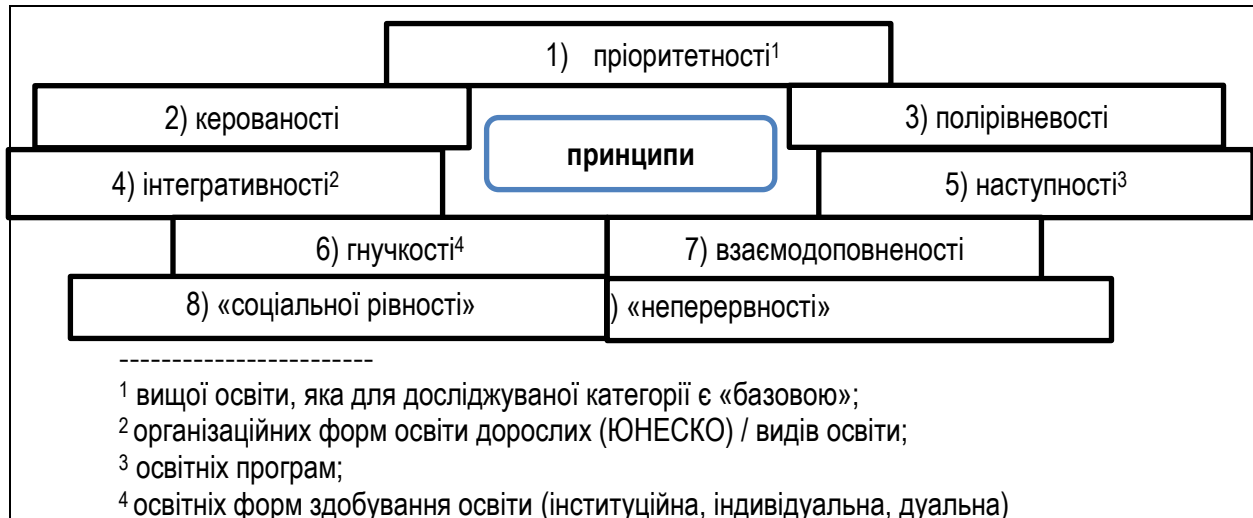 1) пріоритетності¹
2) керованості
3) полірівневості
принципи
4) інтегративності²
5) наступності³
6) гнучкості⁴
7) взаємодоповненості
8) «соціальної рівності»
) «неперервності»
------------------------
¹ вищої освіти, яка для досліджуваної категорії є «базовою»;
² організаційних форм освіти дорослих (ЮНЕСКО) / видів освіти;
³ освітніх програм;
⁴ освітніх форм здобування освіти (інституційна, індивідуальна, дуальна)